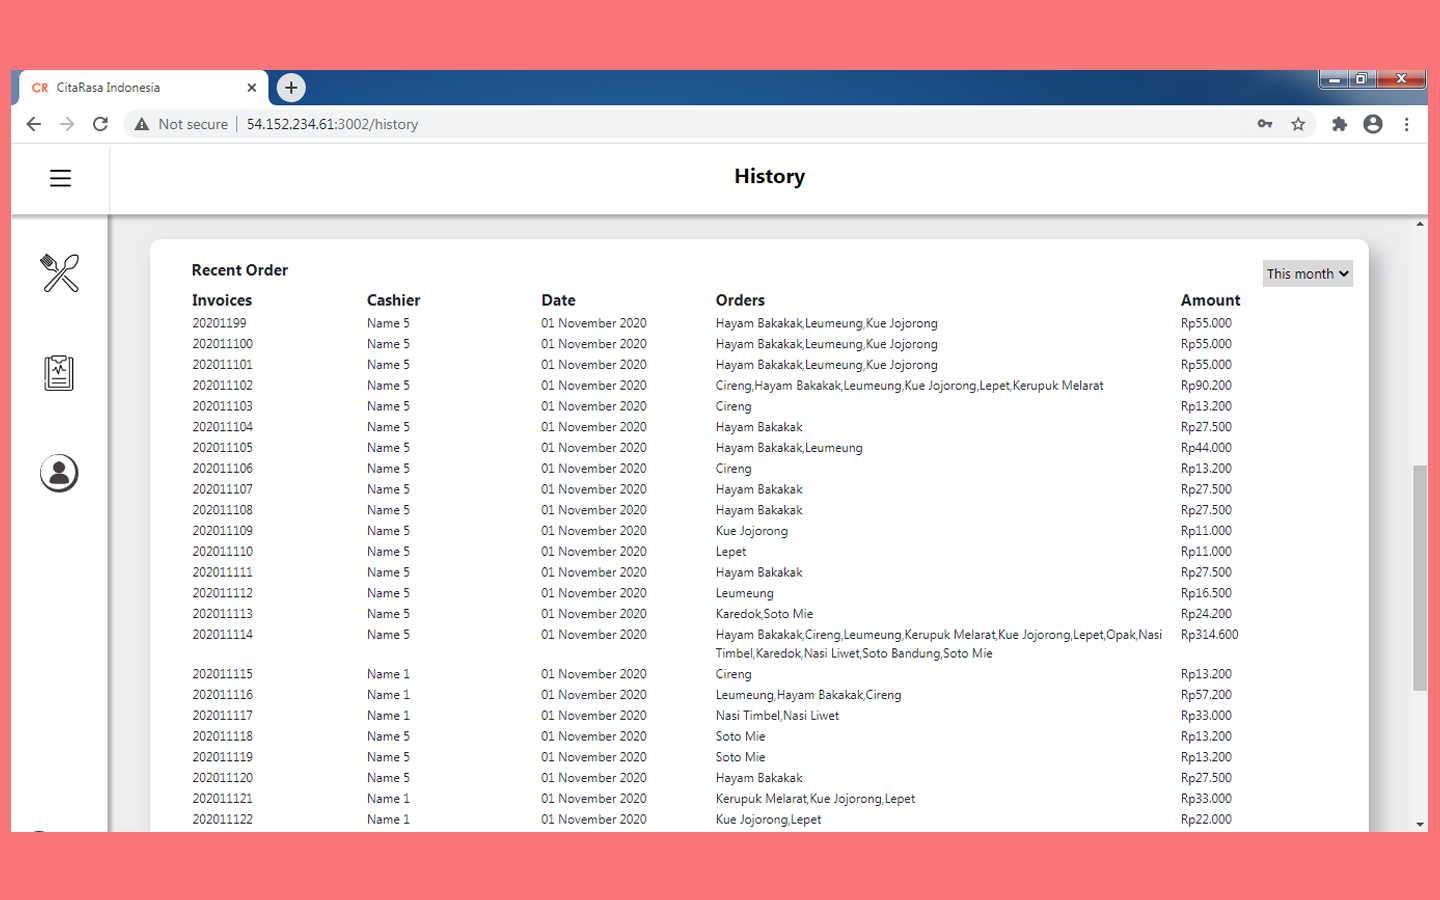 CR CitaRasa Indonesia
Not secure 54.152.234.61:3002/history
History
Recent Order This month
Invoices Cashier Date Orders Amount
20201199 Name 5 01 November 2020 Hayam Bakakak,Leumeung,Kue Jojorong Rp55.000
202011100 Name 5 01 November 2020 Hayam Bakakak,Leumeung,Kue Jojorong Rp55.000
202011101 Name 5 01 November 2020 Hayam Bakakak,Leumeung,Kue Jojorong Rp55.000
202011102 Name 5 01 November 2020 Cireng,Hayam Bakakak,Leumeung,Kue Jojorong,Lepet,Kerupuk Melarat Rp90.200
202011103 Name 5 01 November 2020 Cireng Rp13.200
202011104 Name 5 01 November 2020 Hayam Bakakak Rp27.500
202011105 Name 5 01 November 2020 Hayam Bakakak,Leumeung Rp44.000
202011106 Name 5 01 November 2020 Cireng Rp13.200
202011107 Name 5 01 November 2020 Hayam Bakakak Rp27.500
202011108 Name 5 01 November 2020 Hayam Bakakak Rp27.500
202011109 Name 5 01 November 2020 Kue Jojorong Rp11.000
202011110 Name 5 01 November 2020 Lepet Rp11.000
202011111 Name 5 01 November 2020 Hayam Bakakak Rp27.500
202011112 Name 5 01 November 2020 Leumeung Rp16.500
202011113 Name 5 01 November 2020 Karedok,Soto Mie Rp24.200
202011114 Name 5 01 November 2020 Hayam Bakakak,Cireng,Leumeung,Kerupuk Melarat,Kue Jojorong,Lepet,Opak,Nasi Rp314.600
Timbel,Karedok,Nasi Liwet,Soto Bandung,Soto Mie
202011115 Name 1 01 November 2020 Cireng Rp13.200
202011116 Name 1 01 November 2020 Leumeung,Hayam Bakakak,Cireng Rp57.200
202011117 Name 1 01 November 2020 Nasi Timbel,Nasi Liwet Rp33.000
202011118 Name 5 01 November 2020 Soto Mie Rp13.200
202011119 Name 5 01 November 2020 Soto Mie Rp13.200
202011120 Name 5 01 November 2020 Hayam Bakakak Rp27.500
202011121 Name 1 01 November 2020 Kerupuk Melarat,Kue Jojorong,Lepet Rp33.000
202011122 Name 1 01 November 2020 Kue Jojorong,Lepet Rp22.000